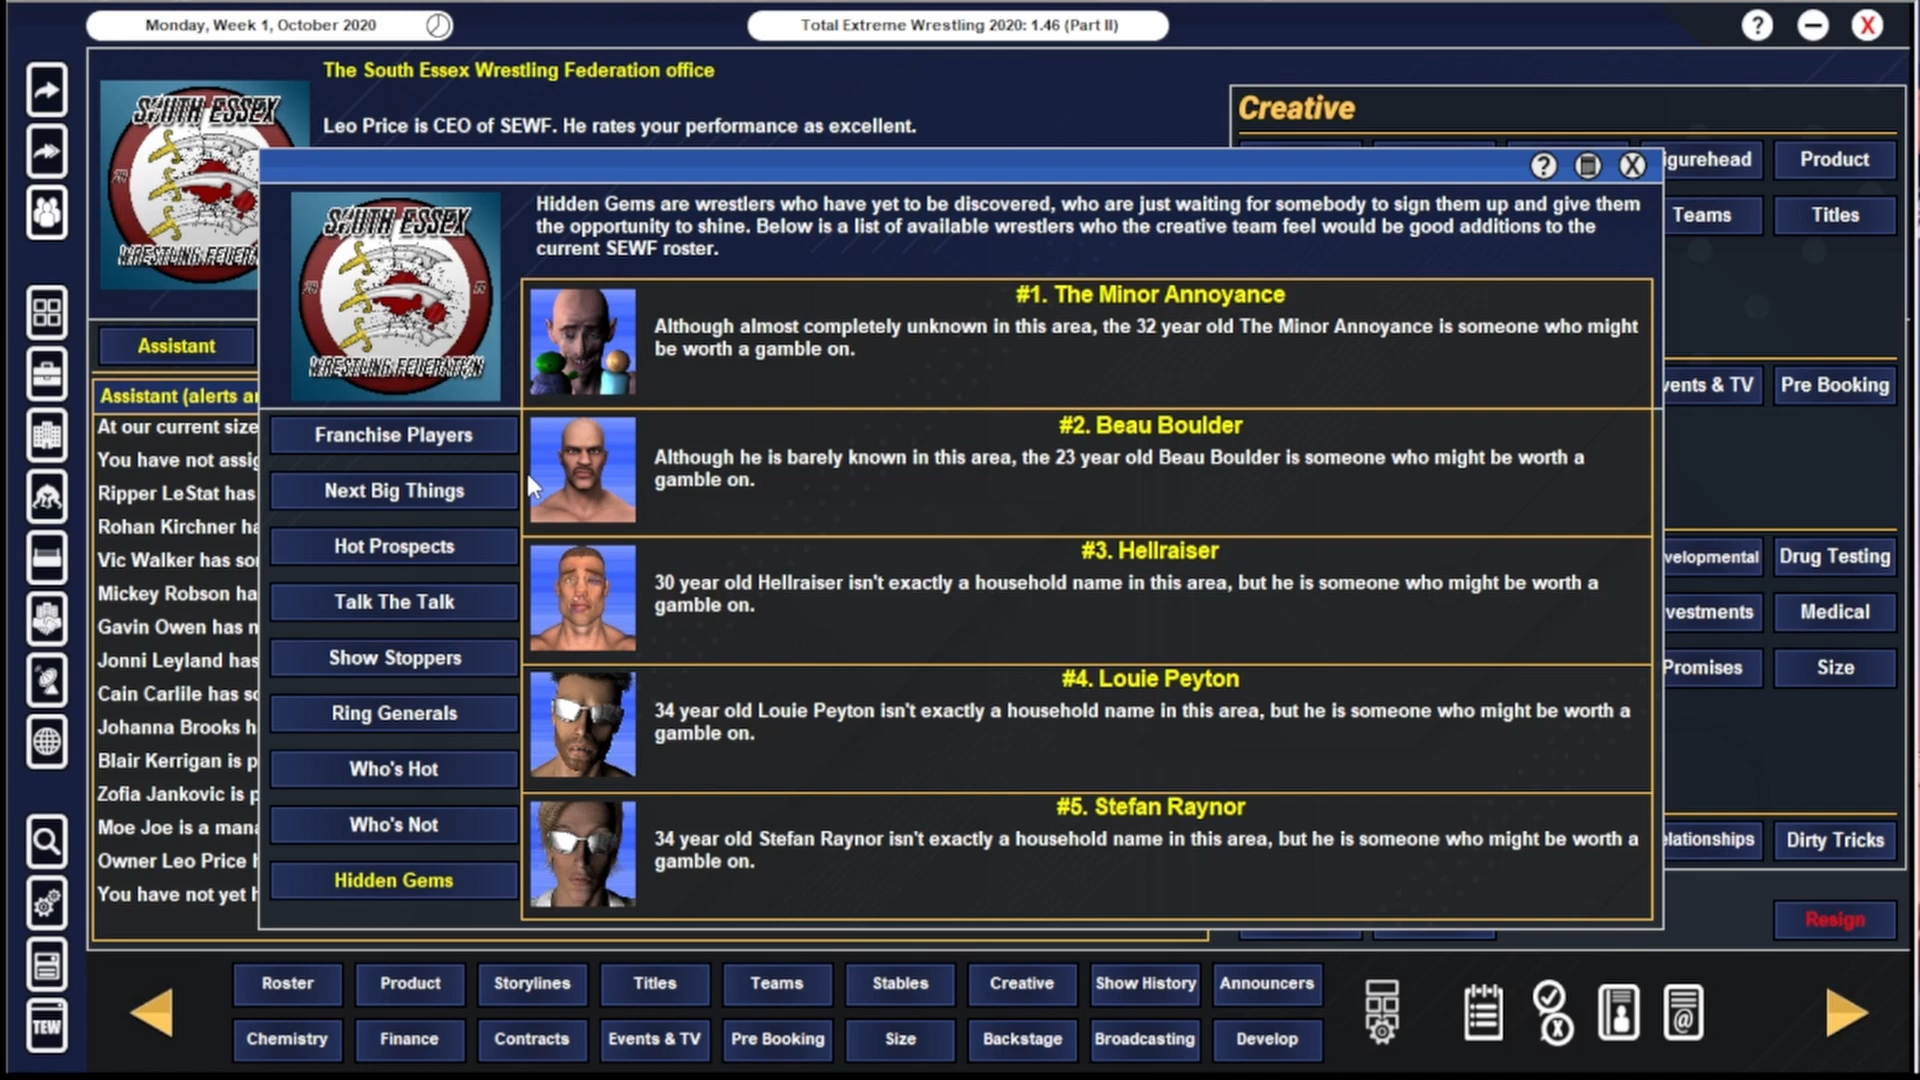 Monday, Week 1, October 2020
Total Extreme Wrestling 2020: 1.46 (Part II)
?
X
The South Essex Wrestling Federation office
Leo Price is CEO of SEWF. He rates your performance as excellent.
SOUTH ESSEX
Creative
Product
Teams
Titles
? X
SOUTH ESSEX
WRESTLING FEDERATION
Hidden Gems are wrestlers who have yet to be discovered, who are just waiting for somebody to sign them up and give them
the opportunity to shine. Below is a list of available wrestlers who the creative team feel would be good additions to the
current SEWF roster.
#1. The Minor Annoyance
Although almost completely unknown in this area, the 32 year old The Minor Annoyance is someone who might
be worth a gamble on.
#2. Beau Boulder
Although he is barely known in this area, the 23 year old Beau Boulder is someone who might be worth a
gamble on.
#3. Hellraiser
30 year old Hellraiser isn't exactly a household name in this area, but he is someone who might be worth a
gamble on.
#4. Louie Peyton
34 year old Louie Peyton isn't exactly a household name in this area, but he is someone who might be worth a
gamble on.
#5. Stefan Raynor
34 year old Stefan Raynor isn't exactly a household name in this area, but he is someone who might be worth a
gamble on.
Franchise Players
Next Big Things
Hot Prospects
Talk The Talk
Show Stoppers
Ring Generals
Who's Hot
Who's Not
Hidden Gems
Assistant
Assistant (alerts
At our current size
You have not
Ripper LeStat has
Rohan Kirchner
Vic Walker has
Mickey Robson
Gavin Owen has
Jonni Leyland has
Cain Carlile has
Johanna Brooks
Blair Kerrigan is
Zofia Jankovic is
Moe Joe is a
Owner Leo Price
You have not yet
& TV
Pre Booking
Drug Testing
Medical
Promises
Size
Dirty Tricks
Resign
TEW
Roster
Product
Storylines
Titles
Teams
Stables
Creative
Show History
Announcers
Chemistry
Finance
Contracts
Events & TV
Pre Booking
Size
Backstage
Broadcasting
Develop